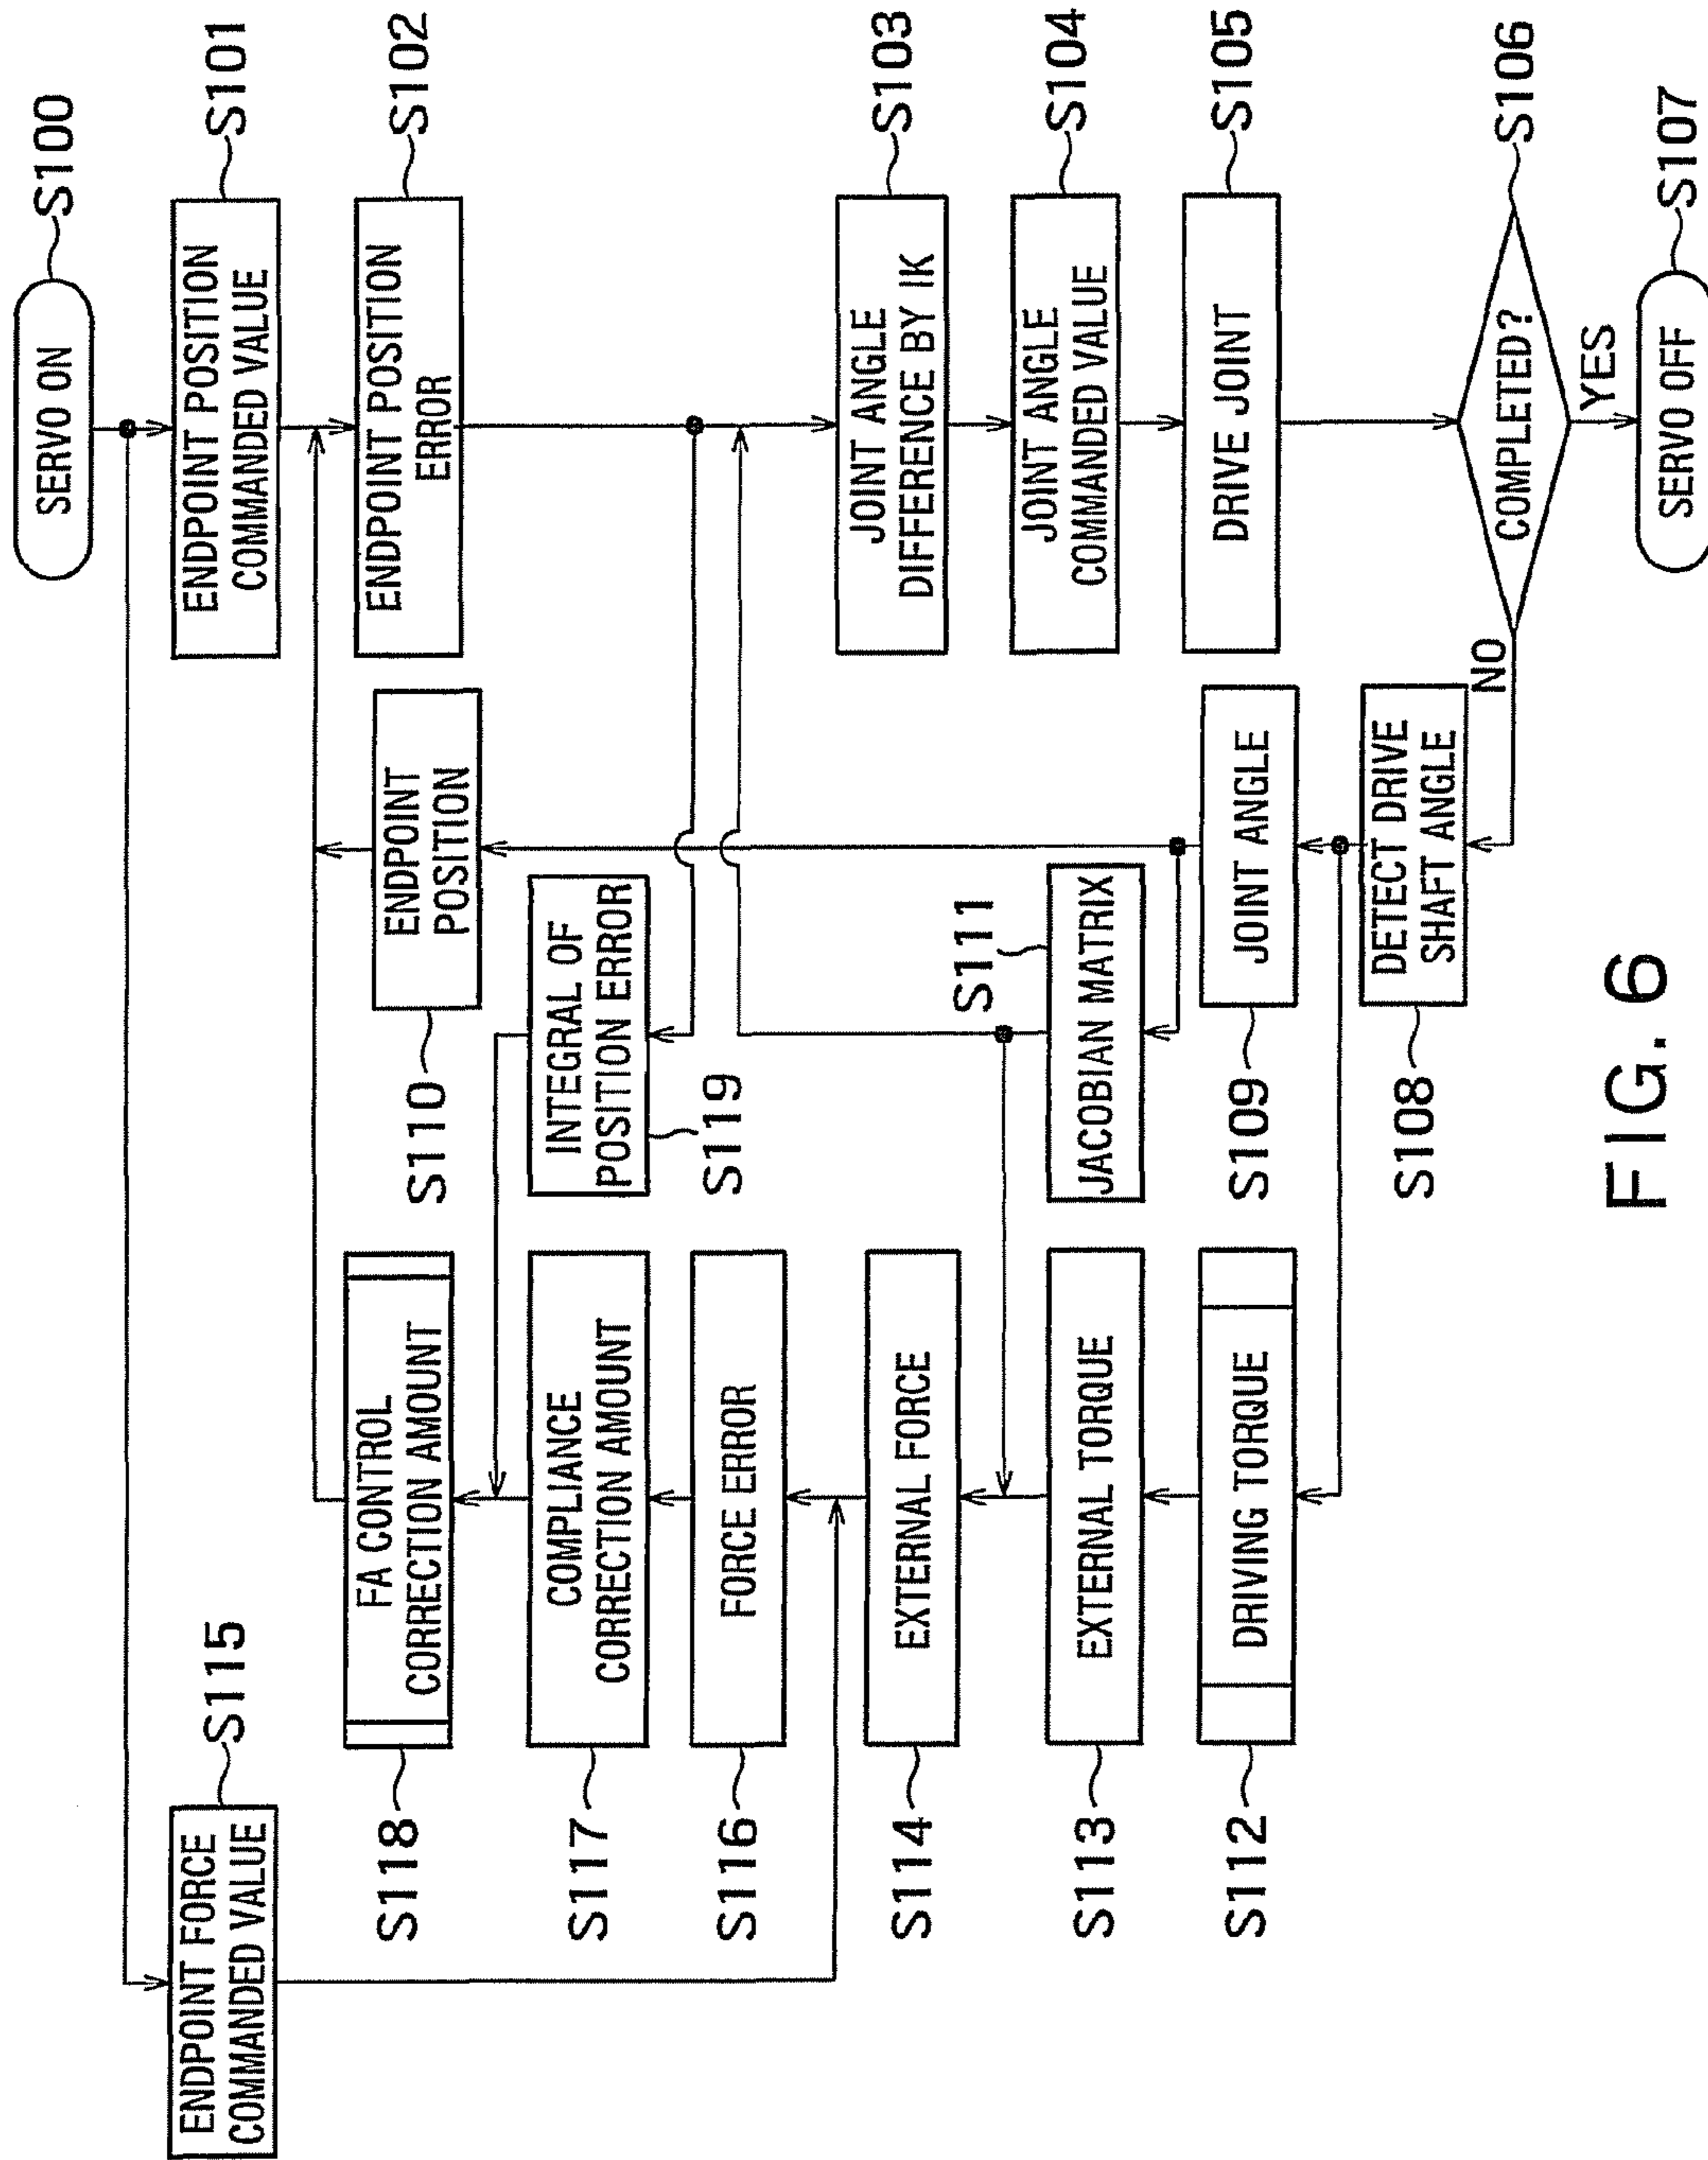 SERVO ON
S100
ENDPOINT POSITION
COMMANDED VALUE
S101
ENDPOINT POSITION
ERROR
S102
JOINT ANGLE
DIFFERENCE BY IK
S103
JOINT ANGLE
COMMANDED VALUE
S104
DRIVE JOINT
S105
COMPLETED?
S106
YES
NO
SERVO OFF
S107
DETECT DRIVE
SHAFT ANGLE
S108
JOINT ANGLE
S109
ENDPOINT
POSITION
S110
JACOBIAN MATRIX
S111
INTEGRAL OF
POSITION ERROR
S119
DRIVING TORQUE
S112
EXTERNAL TORQUE
S113
EXTERNAL FORCE
S114
ENDPOINT FORCE
COMMANDED VALUE
S115
FORCE ERROR
S116
COMPLIANCE
CORRECTION AMOUNT
S117
FA CONTROL
CORRECTION AMOUNT
S118
FIG. 6